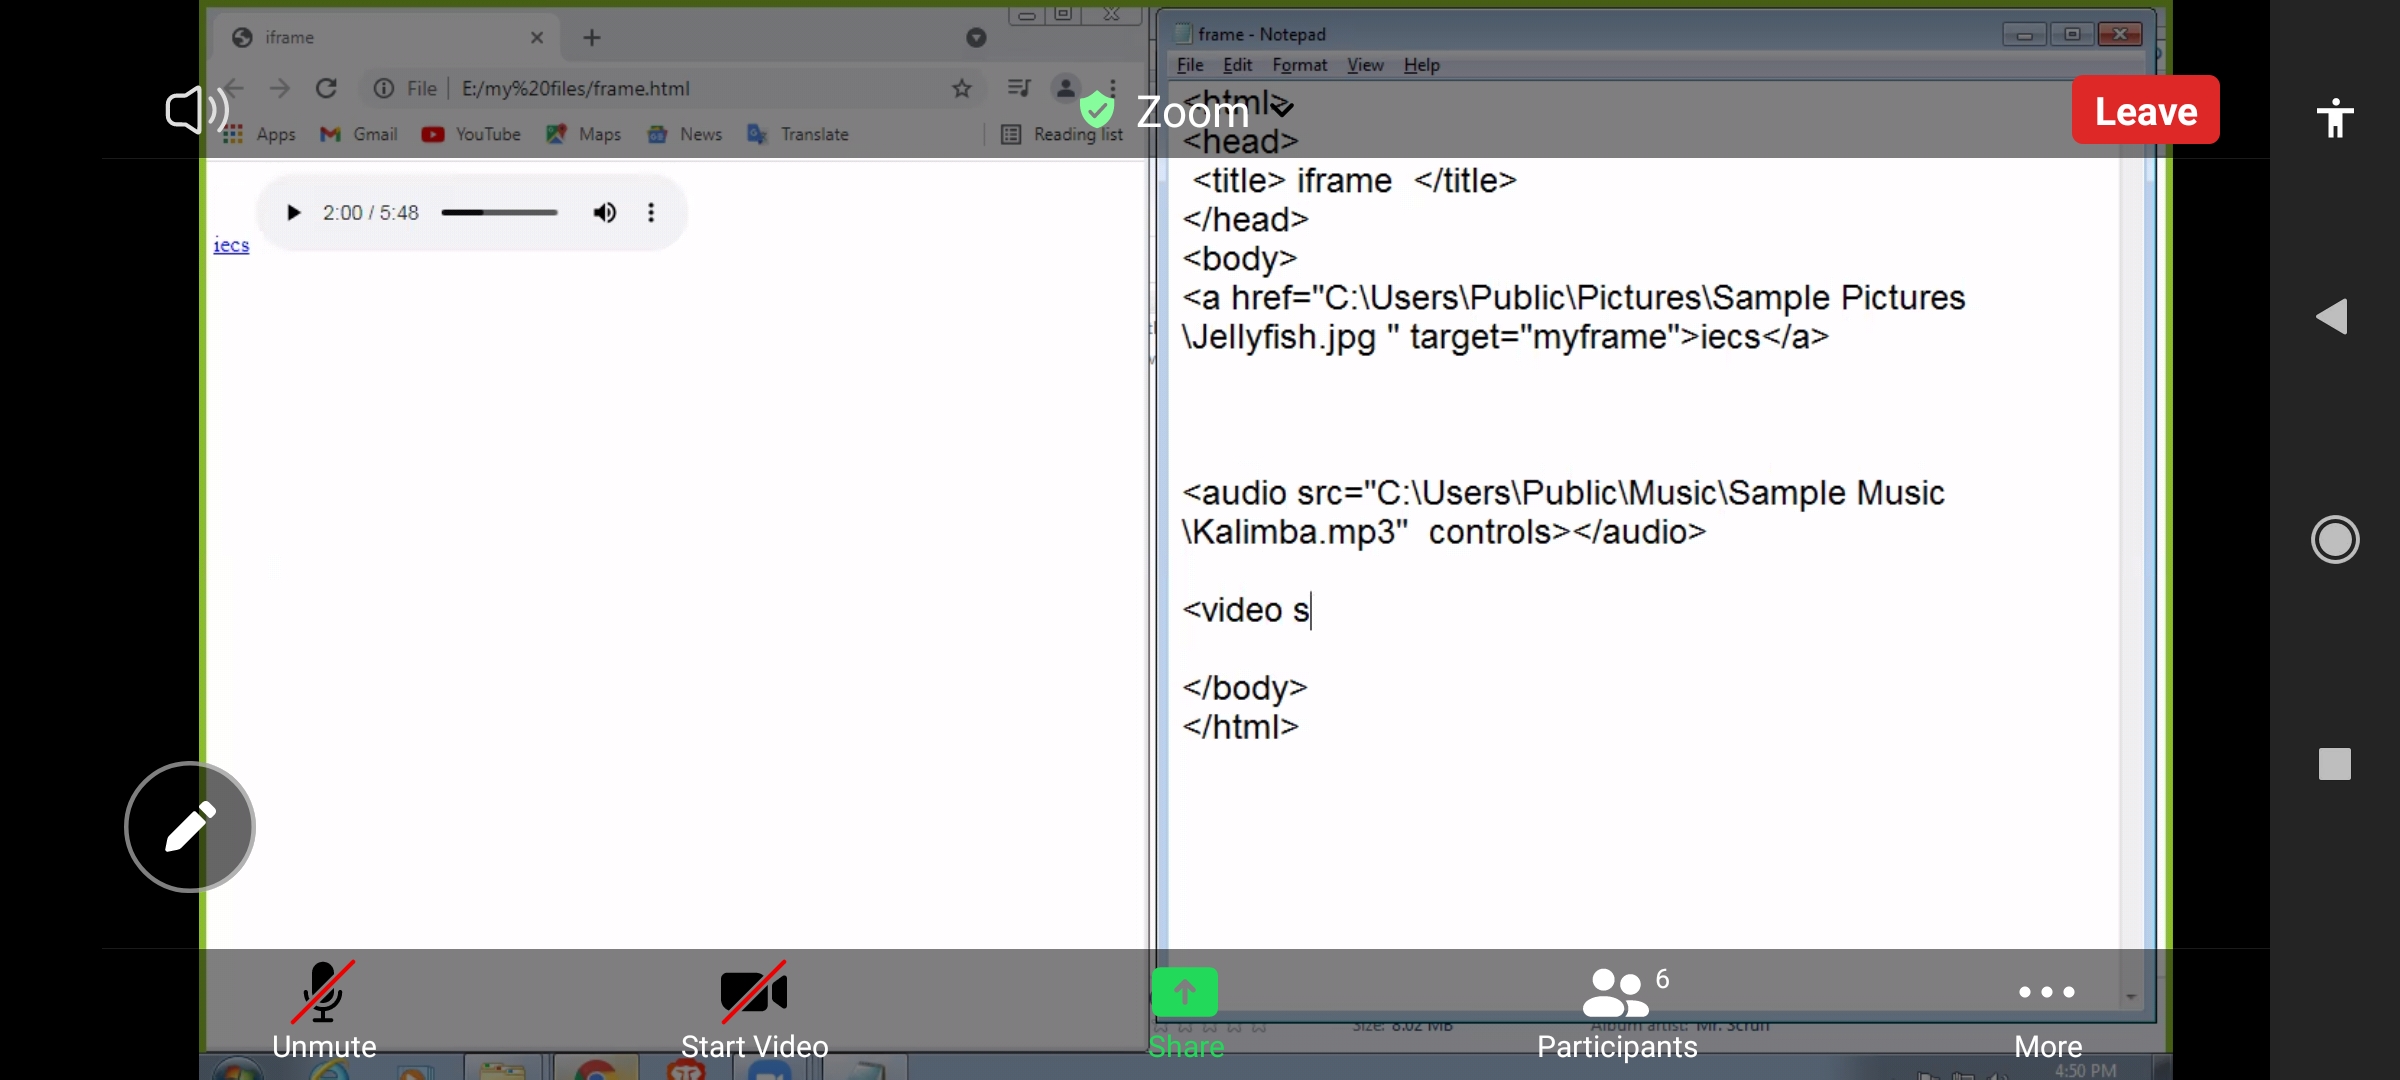 iframe
File E:/my%20files/frame.html
Apps Gmail YouTube Maps News Translate Reading list
2:00 / 5:48
iecs
frame - Notepad
File Edit Format View Help
Zoom
Leave
<html>
<head>
<title> iframe </title>
</head>
<body>
<a href="C:\Users\Public\Pictures\Sample Pictures
\Jellyfish.jpg " target="myframe">iecs</a>
<audio src="C:\Users\Public\Music\Sample Music
\Kalimba.mp3" controls></audio>
<video s
</body>
</html>
Size: 8.02 MB Album artist: Mr. Scruff
Unmute
Start Video
Share
6
Participants
More
4:50 PM